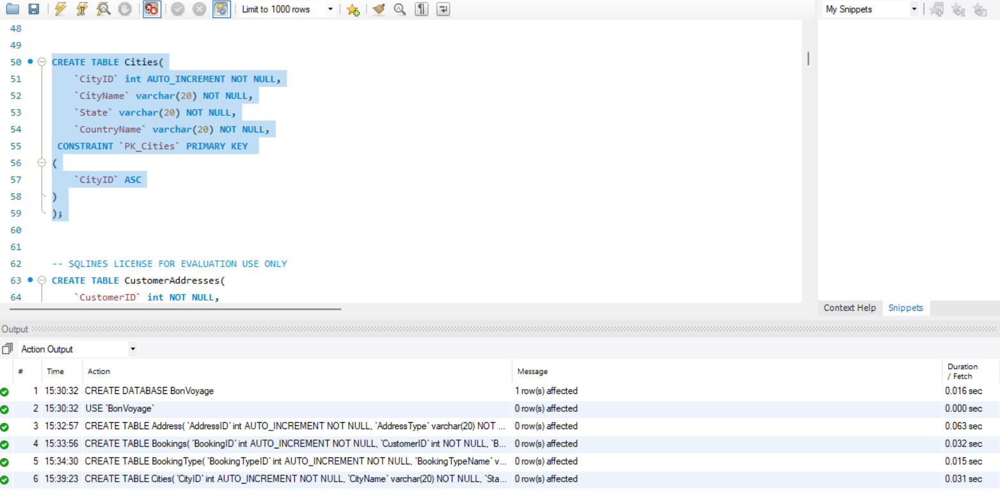 Limit to 1000 rows
My Snippets
48
49
50 CREATE TABLE Cities(
51 `CityID` int AUTO_INCREMENT NOT NULL,
52 `CityName` varchar(20) NOT NULL,
53 `State` varchar(20) NOT NULL,
54 `CountryName` varchar(20) NOT NULL,
55 CONSTRAINT `PK_Cities` PRIMARY KEY
56 (
57 `CityID` ASC
58 )
59 );
60
61
62 -- SQLINES LICENSE FOR EVALUATION USE ONLY
63 CREATE TABLE CustomerAddresses(
64 `CustomerID` int NOT NULL,
Context Help Snippets
Output
Action Output
# Time Action Message Duration / Fetch
1 15:30:32 CREATE DATABASE BonVoyage 1 row(s) affected 0.016 sec
2 15:30:32 USE `BonVoyage` 0 row(s) affected 0.000 sec
3 15:32:57 CREATE TABLE Address( `AddressID` int AUTO_INCREMENT NOT NULL, `AddressType` varchar(20) NOT ... 0 row(s) affected 0.063 sec
4 15:33:56 CREATE TABLE Bookings( `BookingID` int AUTO_INCREMENT NOT NULL, `CustomerID` int NOT NULL, `B... 0 row(s) affected 0.032 sec
5 15:34:30 CREATE TABLE BookingType( `BookingTypeID` int AUTO_INCREMENT NOT NULL, `BookingTypeName` v... 0 row(s) affected 0.015 sec
6 15:39:23 CREATE TABLE Cities( `CityID` int AUTO_INCREMENT NOT NULL, `CityName` varchar(20) NOT NULL, `Sta... 0 row(s) affected 0.031 sec